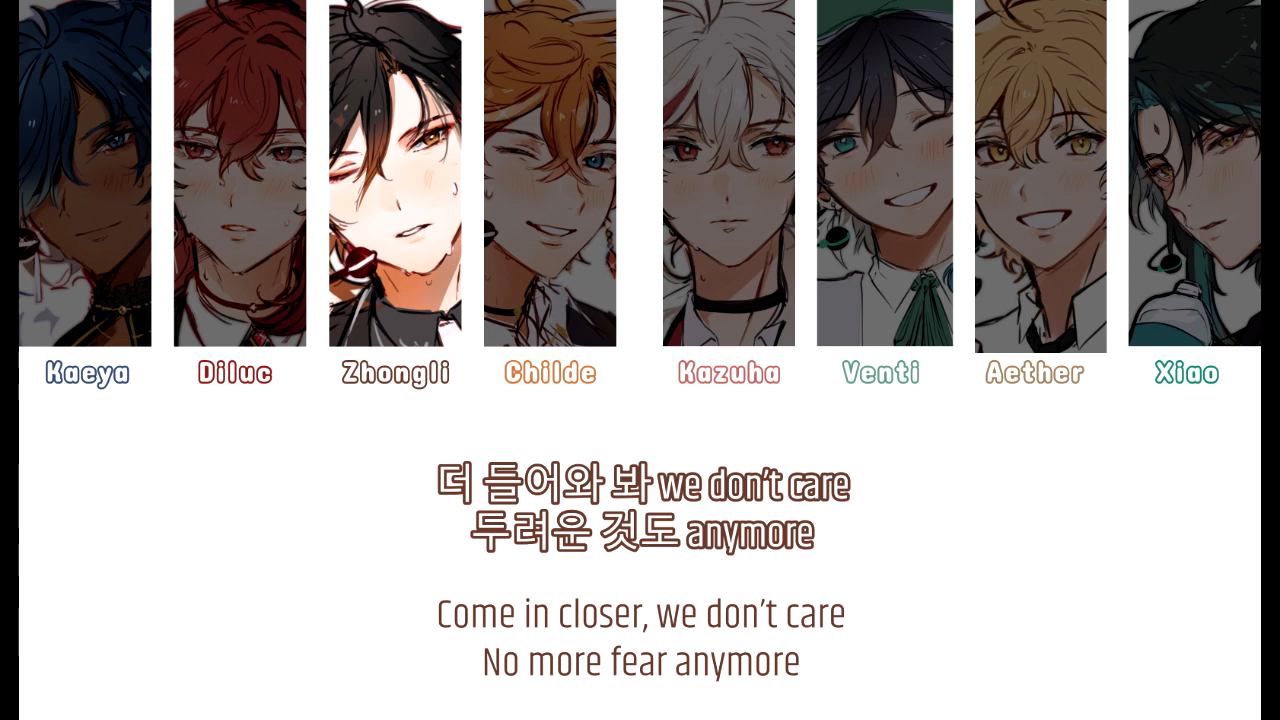 Kaeya Diluc Zhongli Childe Kazuha Venti Aether Xiao
더 들어와 봐 we don't care
두려운 것도 anymore
Come in closer, we don't care
No more fear anymore